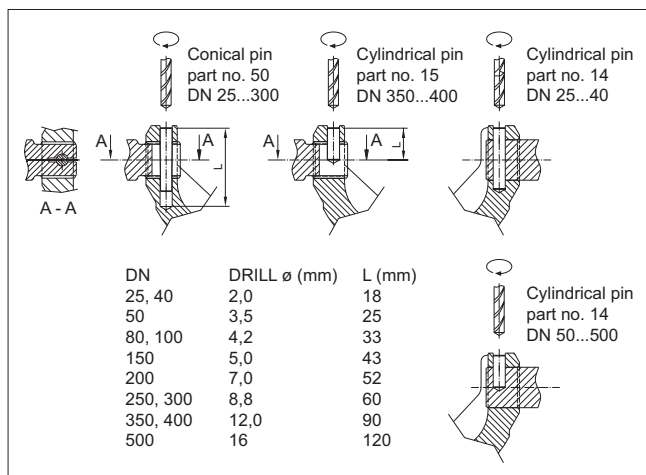 Conical pin
part no. 50
DN 25...300
Cylindrical pin
part no. 15
DN 350...400
Cylindrical pin
part no. 14
DN 25...40
A A
L
A A
L
A - A
DN DRILL ø (mm) L (mm)
25, 40 2,0 18
50 3,5 25
80, 100 4,2 33
150 5,0 43
200 7,0 52
250, 300 8,8 60
350, 400 12,0 90
500 16 120
Cylindrical pin
part no. 14
DN 50...500